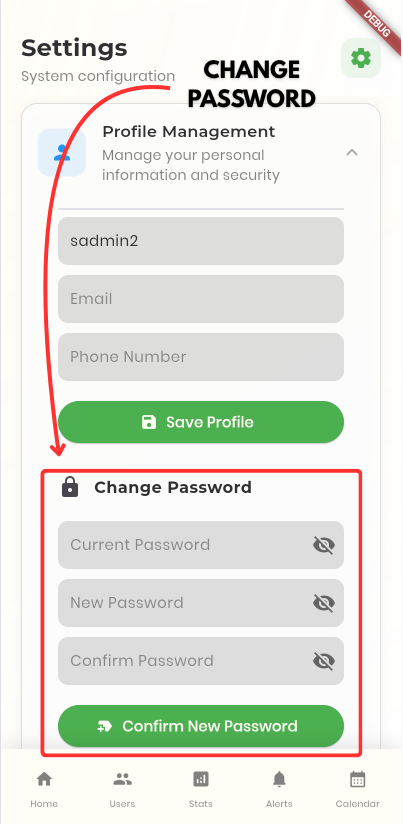 DEBUG
Settings
System configuration
CHANGE
PASSWORD
Profile Management
Manage your personal
information and security
sadmin2
Email
Phone Number
Save Profile
Change Password
Current Password
New Password
Confirm Password
Confirm New Password
Home
Users
Stats
Alerts
Calendar